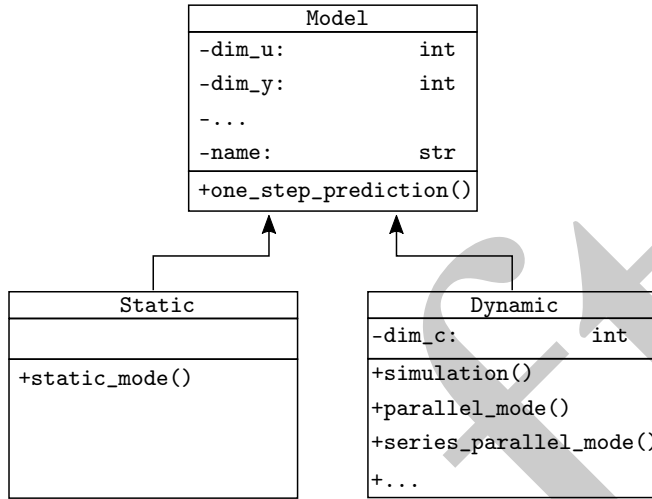 Model
-dim_u: int
-dim_y: int
-...
-name: str
+one_step_prediction()
Static
+static_mode()
Dynamic
-dim_c: int
+simulation()
+parallel_mode()
+series_parallel_mode()
+...